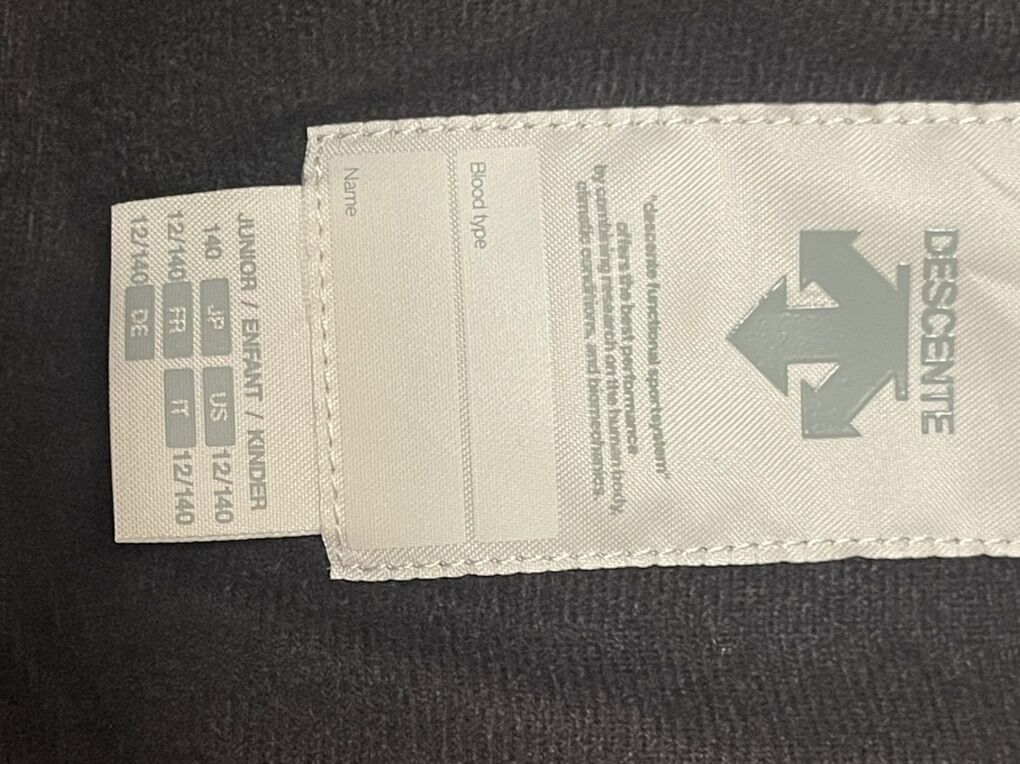 DESCENTE
"descente functional sportsystem"
offers the best performance
by combining research on the human body,
climatic conditions, and biomechanics.
Blood type
Name
JUNIOR / ENFANT / KINDER
140 JP US 12/140
12/140 FR IT 12/140
12/140 DE